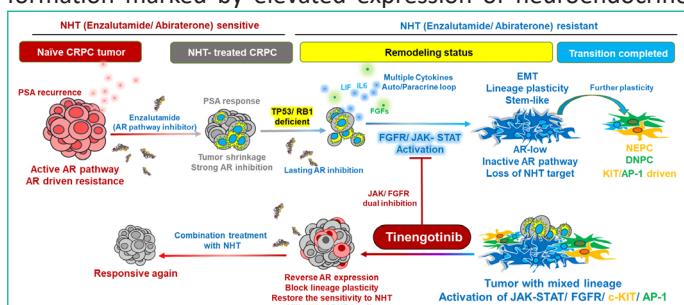 formation marked by elevated expression of neuroendocrine
NHT (Enzalutamide/ Abiraterone) sensitive
NHT (Enzalutamide/ Abiraterone) resistant
Naïve CRPC tumor
NHT- treated CRPC
Remodeling status
Transition completed
PSA recurrence
Enzalutamide
(AR pathway inhibitor)
Active AR pathway
AR driven resistance
PSA response
Tumor shrinkage
Strong AR inhibition
TP53/ RB1
deficient
Lasting AR inhibition
LIF
IL6
FGFs
Multiple Cytokines
Auto/Paracrine loop
FGFR/ JAK- STAT
Activation
EMT
Lineage plasticity
Stem-like
AR-low
Inactive AR pathway
Loss of NHT target
Further plasticity
NEPC
DNPC
KIT/AP-1 driven
JAK/ FGFR
dual inhibition
Tinengotinib
Combination treatment
with NHT
Responsive again
Reverse AR expression
Block lineage plasticity
Restore the sensitivity to NHT
Tumor with mixed lineage
Activation of JAK-STAT/ FGFR/ c-KIT/ AP-1